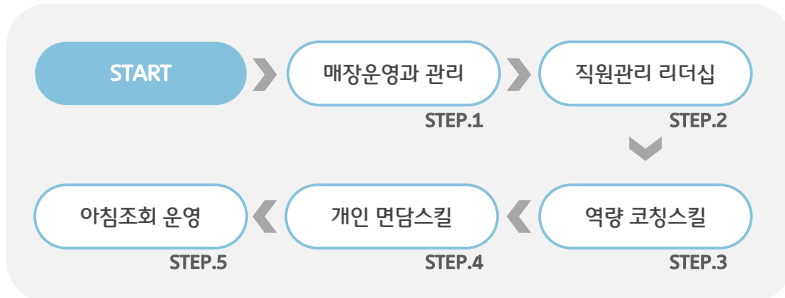 START
매장운영과 관리
STEP.1
직원관리 리더십
STEP.2
역량 코칭스킬
STEP.3
개인 면담스킬
STEP.4
아침조회 운영
STEP.5